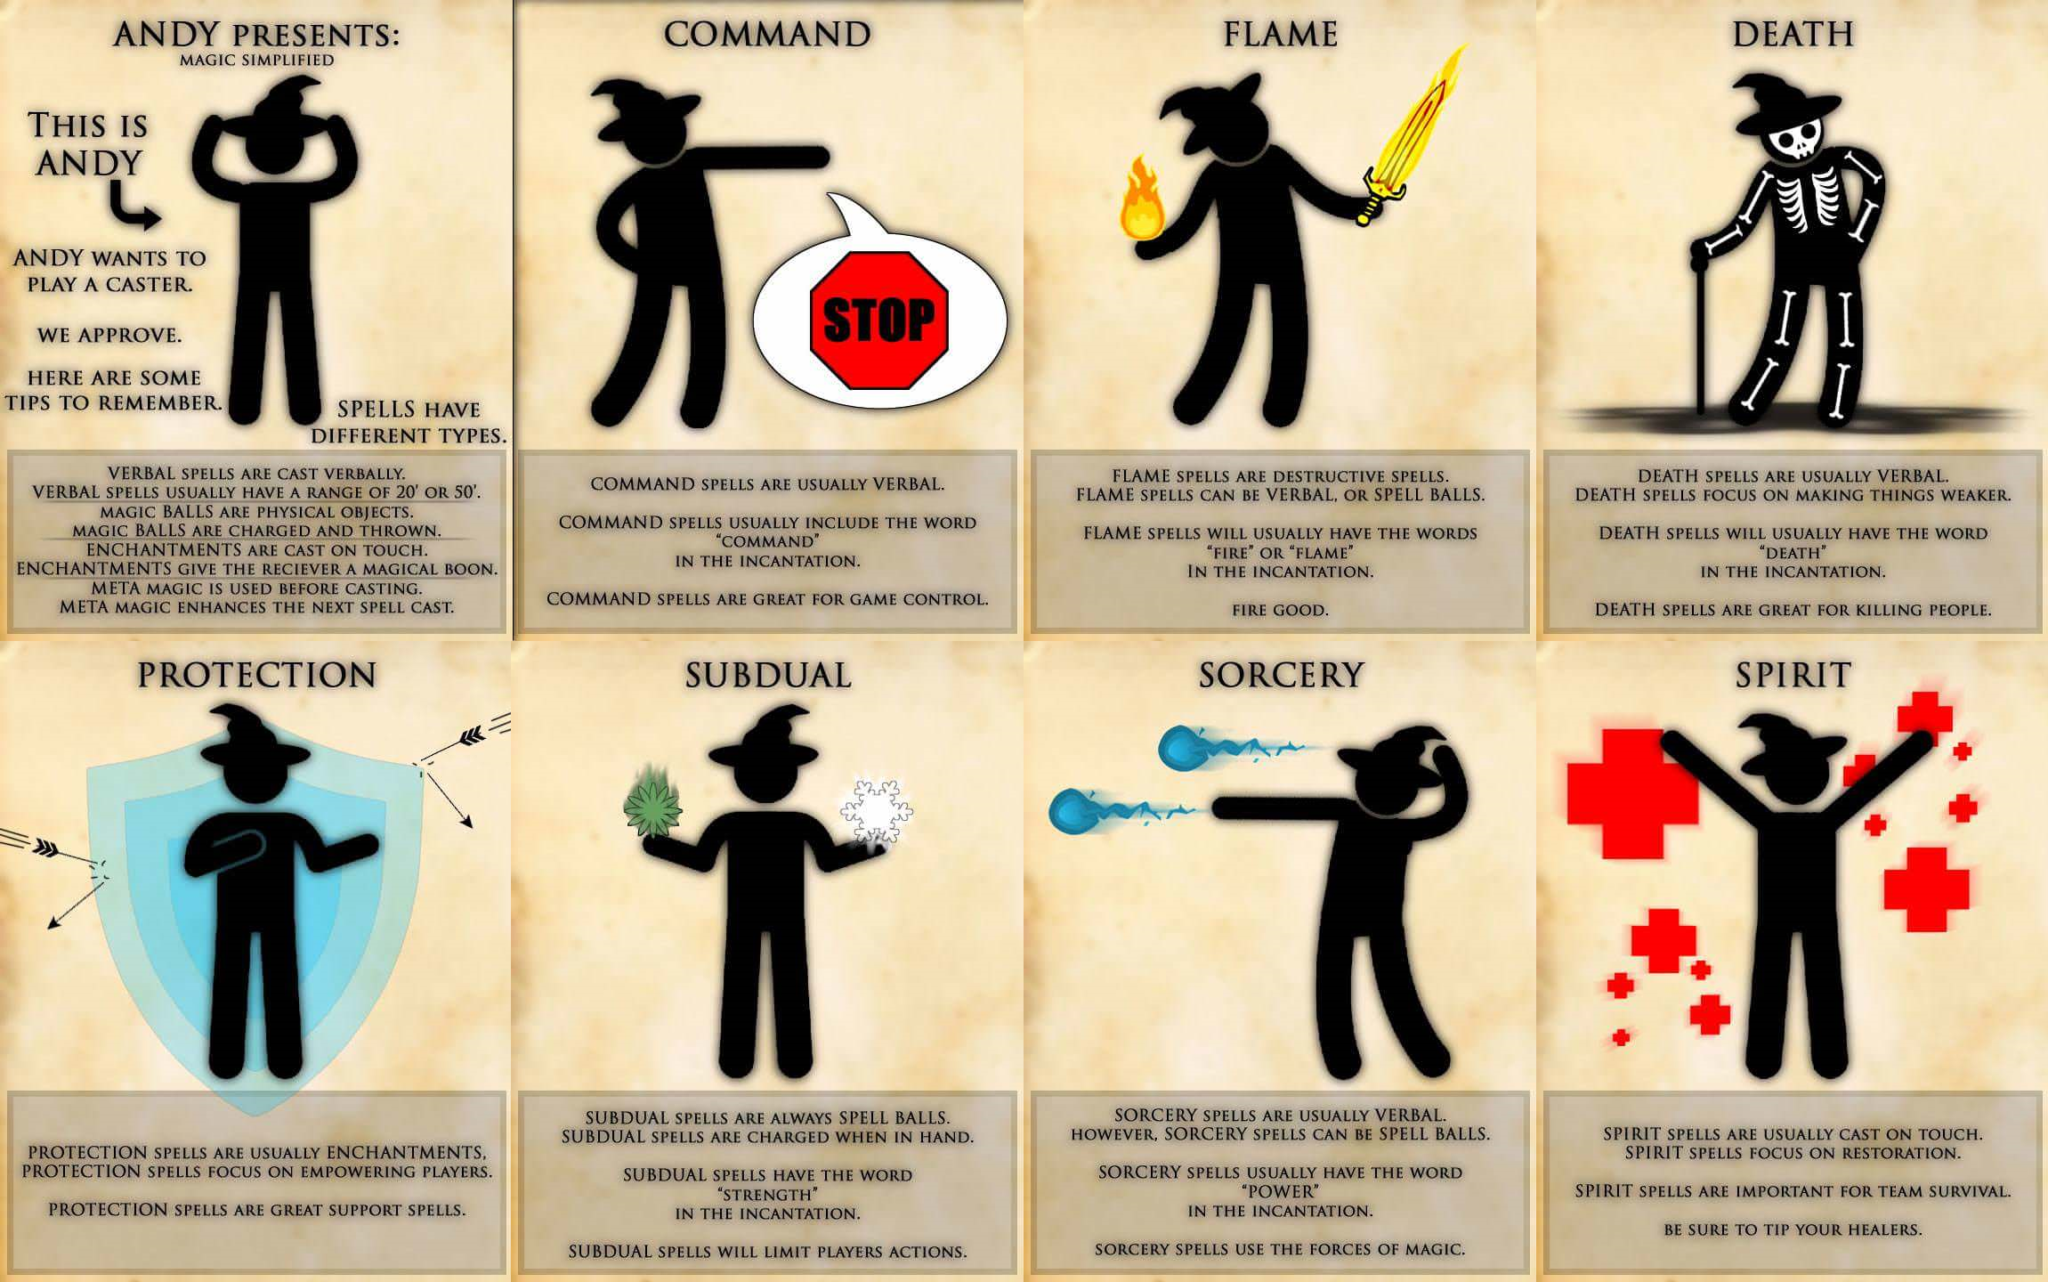 ANDY PRESENTS:
MAGIC SIMPLIFIED
THIS IS
ANDY
ANDY WANTS TO
PLAY A CASTER.
WE APPROVE.
HERE ARE SOME
TIPS TO REMEMBER.
SPELLS HAVE
DIFFERENT TYPES.
VERBAL SPELLS ARE CAST VERBALLY.
VERBAL SPELLS USUALLY HAVE A RANGE OF 20' OR 50'.
MAGIC BALLS ARE PHYSICAL OBJECTS.
MAGIC BALLS ARE CHARGED AND THROWN.
ENCHANTMENTS ARE CAST ON TOUCH.
ENCHANTMENTS GIVE THE RECIEVER A MAGICAL BOON.
META MAGIC IS USED BEFORE CASTING.
META MAGIC ENHANCES THE NEXT SPELL CAST.
COMMAND
STOP
COMMAND SPELLS ARE USUALLY VERBAL.
COMMAND SPELLS USUALLY INCLUDE THE WORD
"COMMAND"
IN THE INCANTATION.
COMMAND SPELLS ARE GREAT FOR GAME CONTROL.
FLAME
FLAME SPELLS ARE DESTRUCTIVE SPELLS.
FLAME SPELLS CAN BE VERBAL, OR SPELL BALLS.
FLAME SPELLS WILL USUALLY HAVE THE WORDS
"FIRE" OR "FLAME"
IN THE INCANTATION.
FIRE GOOD.
DEATH
DEATH SPELLS ARE USUALLY VERBAL.
DEATH SPELLS FOCUS ON MAKING THINGS WEAKER.
DEATH SPELLS WILL USUALLY HAVE THE WORD
"DEATH"
IN THE INCANTATION.
DEATH SPELLS ARE GREAT FOR KILLING PEOPLE.
PROTECTION
PROTECTION SPELLS ARE USUALLY ENCHANTMENTS,
PROTECTION SPELLS FOCUS ON EMPOWERING PLAYERS.
PROTECTION SPELLS ARE GREAT SUPPORT SPELLS.
SUBDUAL
SUBDUAL SPELLS ARE ALWAYS SPELL BALLS.
SUBDUAL SPELLS ARE CHARGED WHEN IN HAND.
SUBDUAL SPELLS HAVE THE WORD
"STRENGTH"
IN THE INCANTATION.
SUBDUAL SPELLS WILL LIMIT PLAYERS ACTIONS.
SORCERY
SORCERY SPELLS ARE USUALLY VERBAL.
HOWEVER, SORCERY SPELLS CAN BE SPELL BALLS.
SORCERY SPELLS USUALLY HAVE THE WORD
"POWER"
IN THE INCANTATION.
SORCERY SPELLS USE THE FORCES OF MAGIC.
SPIRIT
SPIRIT SPELLS ARE USUALLY CAST ON TOUCH.
SPIRIT SPELLS FOCUS ON RESTORATION.
SPIRIT SPELLS ARE IMPORTANT FOR TEAM SURVIVAL.
BE SURE TO TIP YOUR HEALERS.